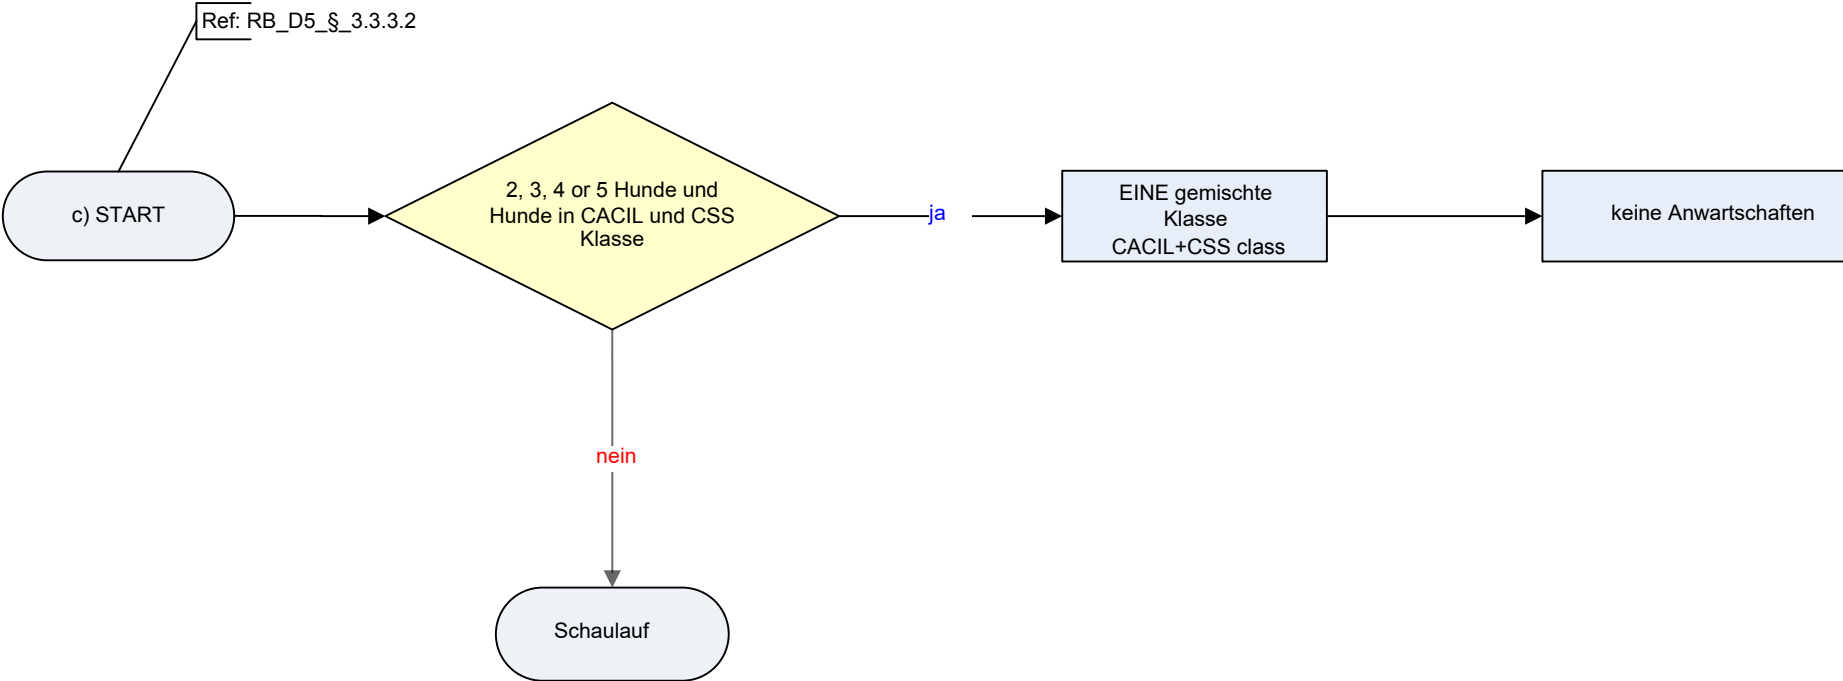 Ref: RB_D5_§_3.3.3.2
c) START
2, 3, 4 or 5 Hunde und
Hunde in CACIL und CSS
Klasse
ja
EINE gemischte
Klasse
CACIL+CSS class
keine Anwartschaften
nein
Schaulauf